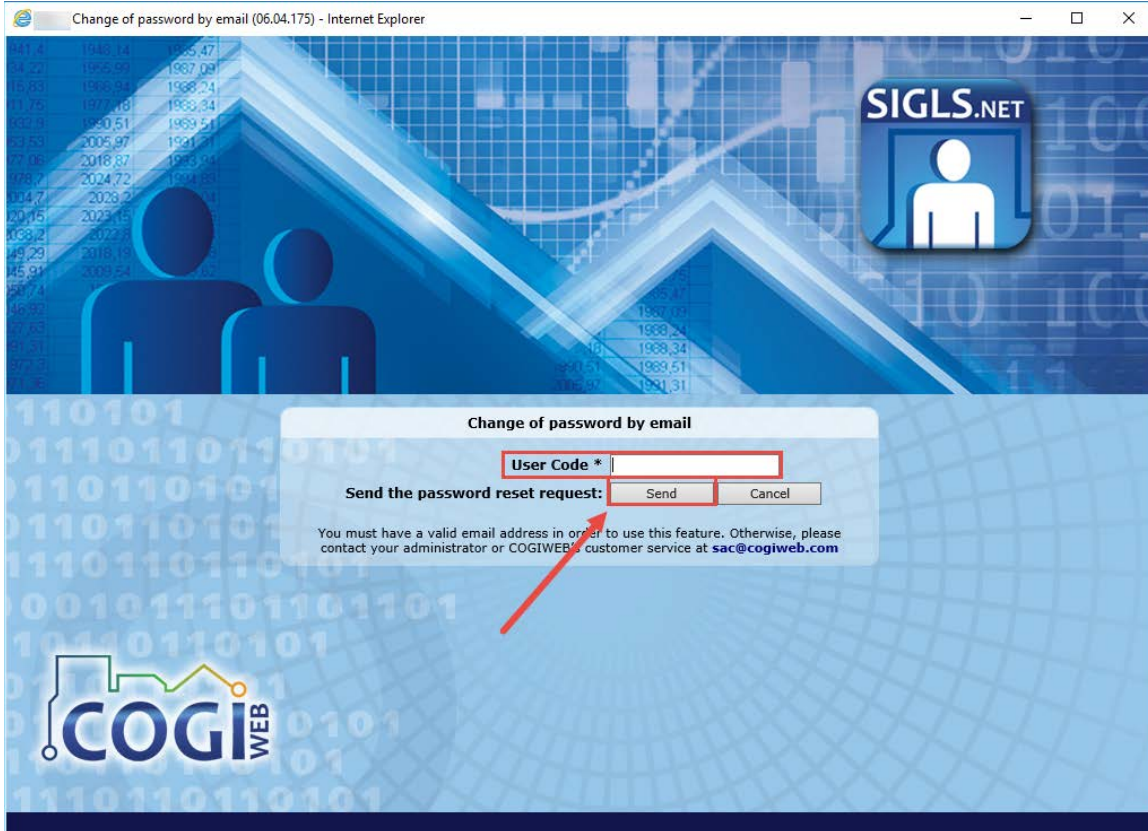 Change of password by email (06.04.175) - Internet Explorer
SIGLS.NET
Change of password by email
User Code *
Send the password reset request: Send Cancel
You must have a valid email address in order to use this feature. Otherwise, please
contact your administrator or COGIWEB's customer service at sac@cogiweb.com
COGI WEB